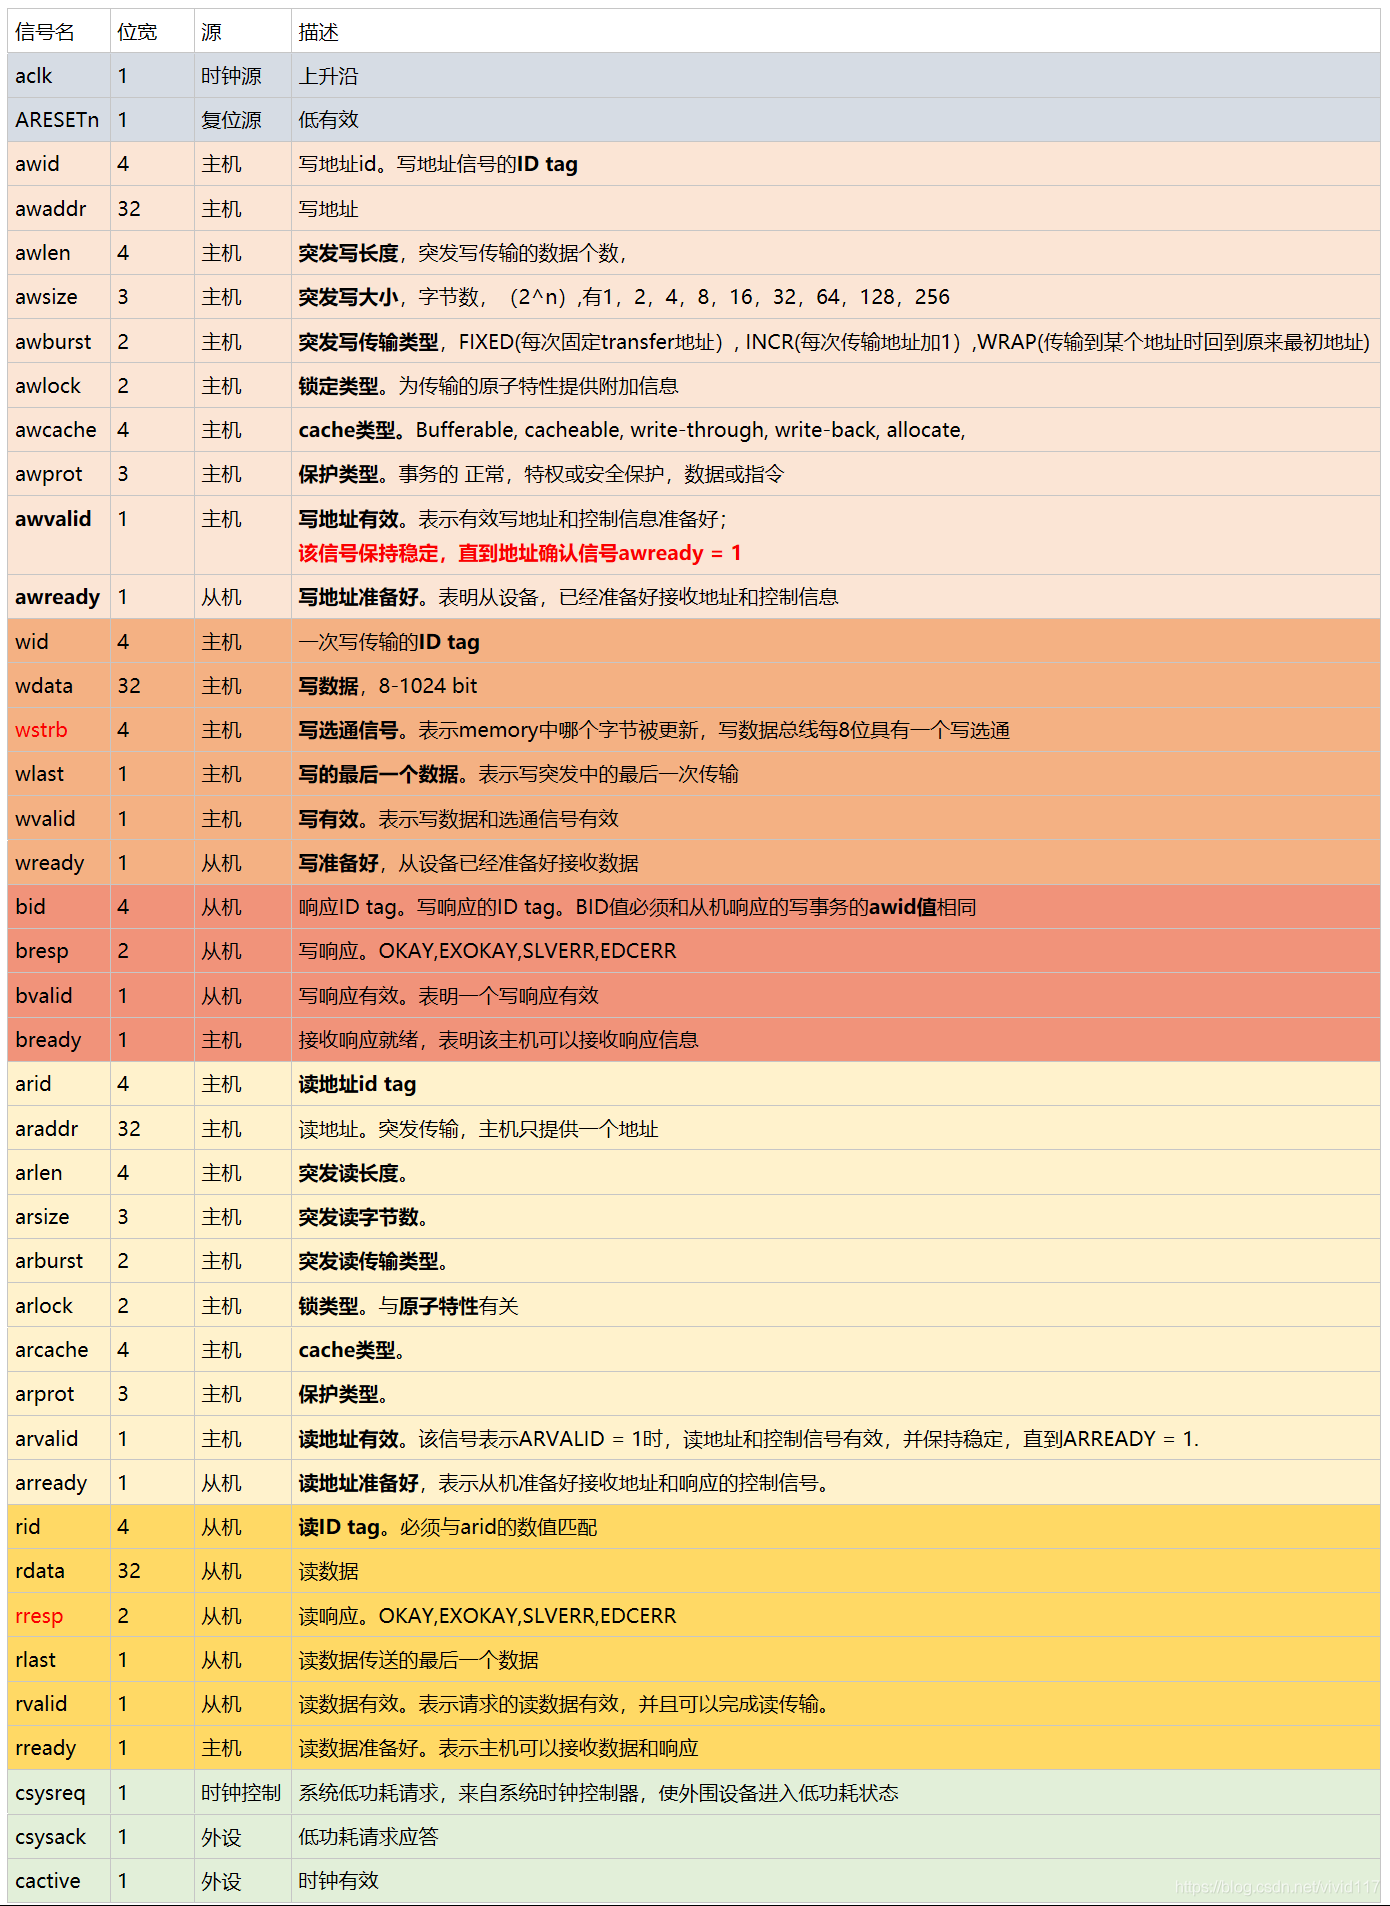 信号名 位宽 源 描述
aclk 1 时钟源 上升沿
ARESETn 1 复位源 低有效
awid 4 主机 写地址id。写地址信号的ID tag
awaddr 32 主机 写地址
awlen 4 主机 突发写长度，突发写传输的数据个数，
awsize 3 主机 突发写大小，字节数，（2^n）,有1，2，4，8，16，32，64，128，256
awburst 2 主机 突发写传输类型，FIXED(每次固定transfer地址）, INCR(每次传输地址加1）,WRAP(传输到某个地址时回到原来最初地址)
awlock 2 主机 锁定类型。为传输的原子特性提供附加信息
awcache 4 主机 cache类型。Bufferable, cacheable, write-through, write-back, allocate,
awprot 3 主机 保护类型。事务的 正常，特权或安全保护，数据或指令
awvalid 1 主机 写地址有效。表示有效写地址和控制信息准备好；
该信号保持稳定，直到地址确认信号awready = 1
awready 1 从机 写地址准备好。表明从设备，已经准备好接收地址和控制信息
wid 4 主机 一次写传输的ID tag
wdata 32 主机 写数据，8-1024 bit
wstrb 4 主机 写选通信号。表示memory中哪个字节被更新，写数据总线每8位具有一个写选通
wlast 1 主机 写的最后一个数据。表示写突发中的最后一次传输
wvalid 1 主机 写有效。表示写数据和选通信号有效
wready 1 从机 写准备好，从设备已经准备好接收数据
bid 4 从机 响应ID tag。写响应的ID tag。BID值必须和从机响应的写事务的awid值相同
bresp 2 从机 写响应。OKAY,EXOKAY,SLVERR,EDCERR
bvalid 1 从机 写响应有效。表明一个写响应有效
bready 1 主机 接收响应就绪，表明该主机可以接收响应信息
arid 4 主机 读地址id tag
araddr 32 主机 读地址。突发传输，主机只提供一个地址
arlen 4 主机 突发读长度。
arsize 3 主机 突发读字节数。
arburst 2 主机 突发读传输类型。
arlock 2 主机 锁类型。与原子特性有关
arcache 4 主机 cache类型。
arprot 3 主机 保护类型。
arvalid 1 主机 读地址有效。该信号表示ARVALID = 1时，读地址和控制信号有效，并保持稳定，直到ARREADY = 1.
arready 1 从机 读地址准备好，表示从机准备好接收地址和响应的控制信号。
rid 4 从机 读ID tag。必须与arid的数值匹配
rdata 32 从机 读数据
rresp 2 从机 读响应。OKAY,EXOKAY,SLVERR,EDCERR
rlast 1 从机 读数据传送的最后一个数据
rvalid 1 从机 读数据有效。表示请求的读数据有效，并且可以完成读传输。
rready 1 主机 读数据准备好。表示主机可以接收数据和响应
csysreq 1 时钟控制 系统低功耗请求，来自系统时钟控制器，使外围设备进入低功耗状态
csysack 1 外设 低功耗请求应答
cactive 1 外设 时钟有效
https://blog.csdn.net/vivid117